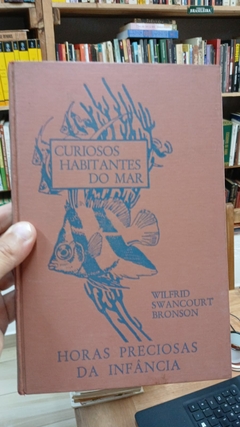 CURIOSOS
HABITANTES
DO MAR
WILFRID
SWANCOURT
BRONSON
HORAS PRECIOSAS
DA INFÂNCIA